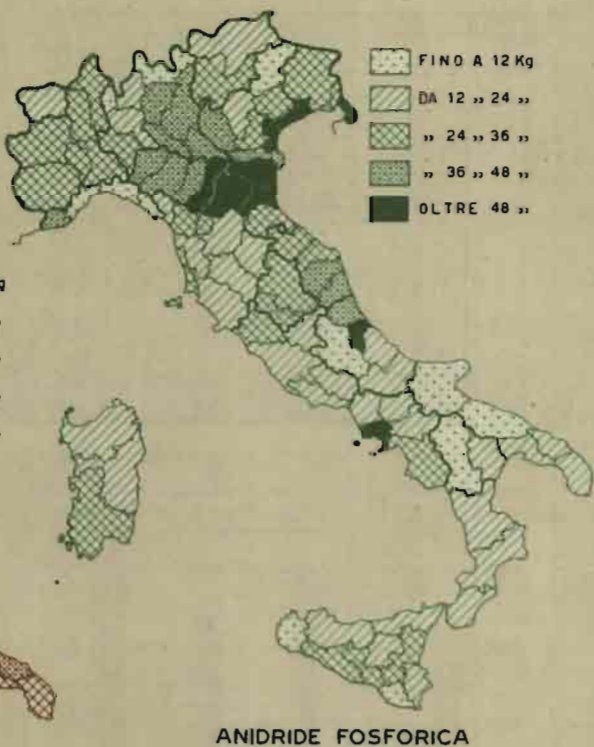 FINO A 12 Kg
DA 12 „ 24 „
„ 24 „ 36 „
„ 36 „ 48 „
OLTRE 48 „
ANIDRIDE FOSFORICA